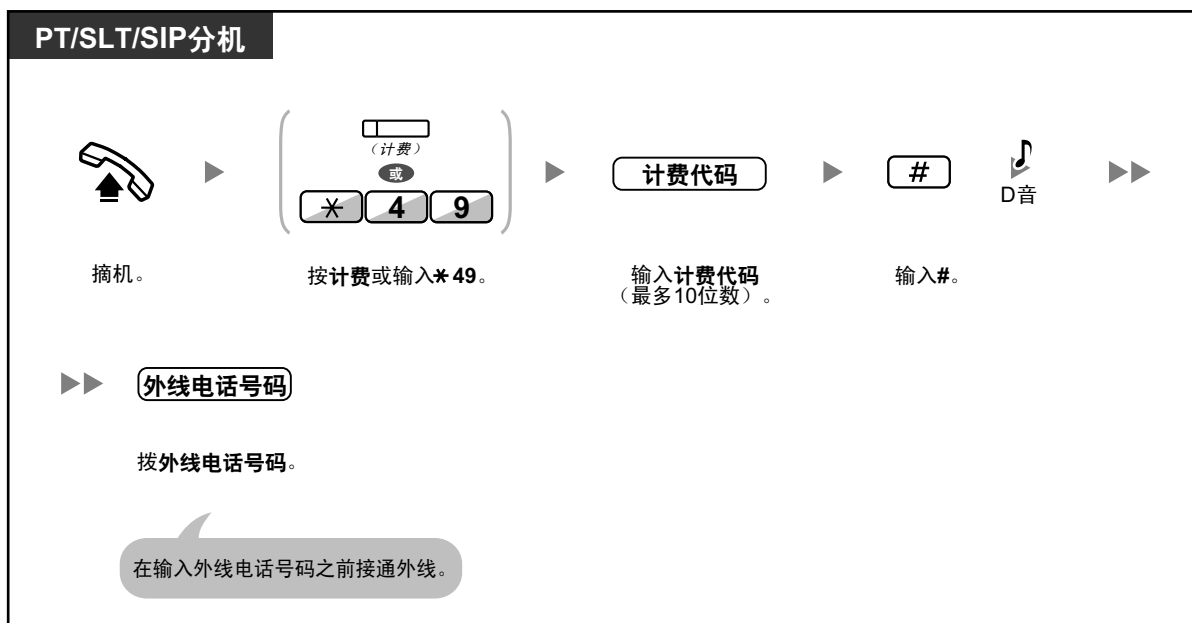 PT/SLT/SIP分机
（计费）
或
* 4 9
计费代码
#
D音
摘机。
按计费或输入*49。
输入计费代码
（最多10位数）。
输入#。
外线电话号码
拨外线电话号码。
在输入外线电话号码之前接通外线。